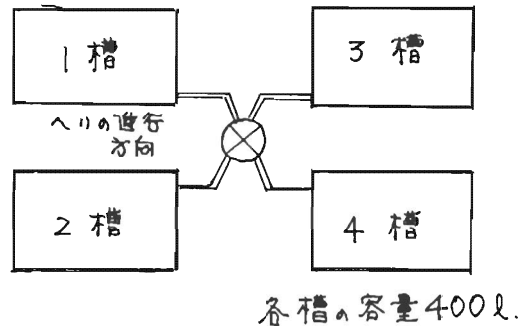 1槽
3槽
ヘリの進行
方向
2槽
4槽
各槽の容量400l.